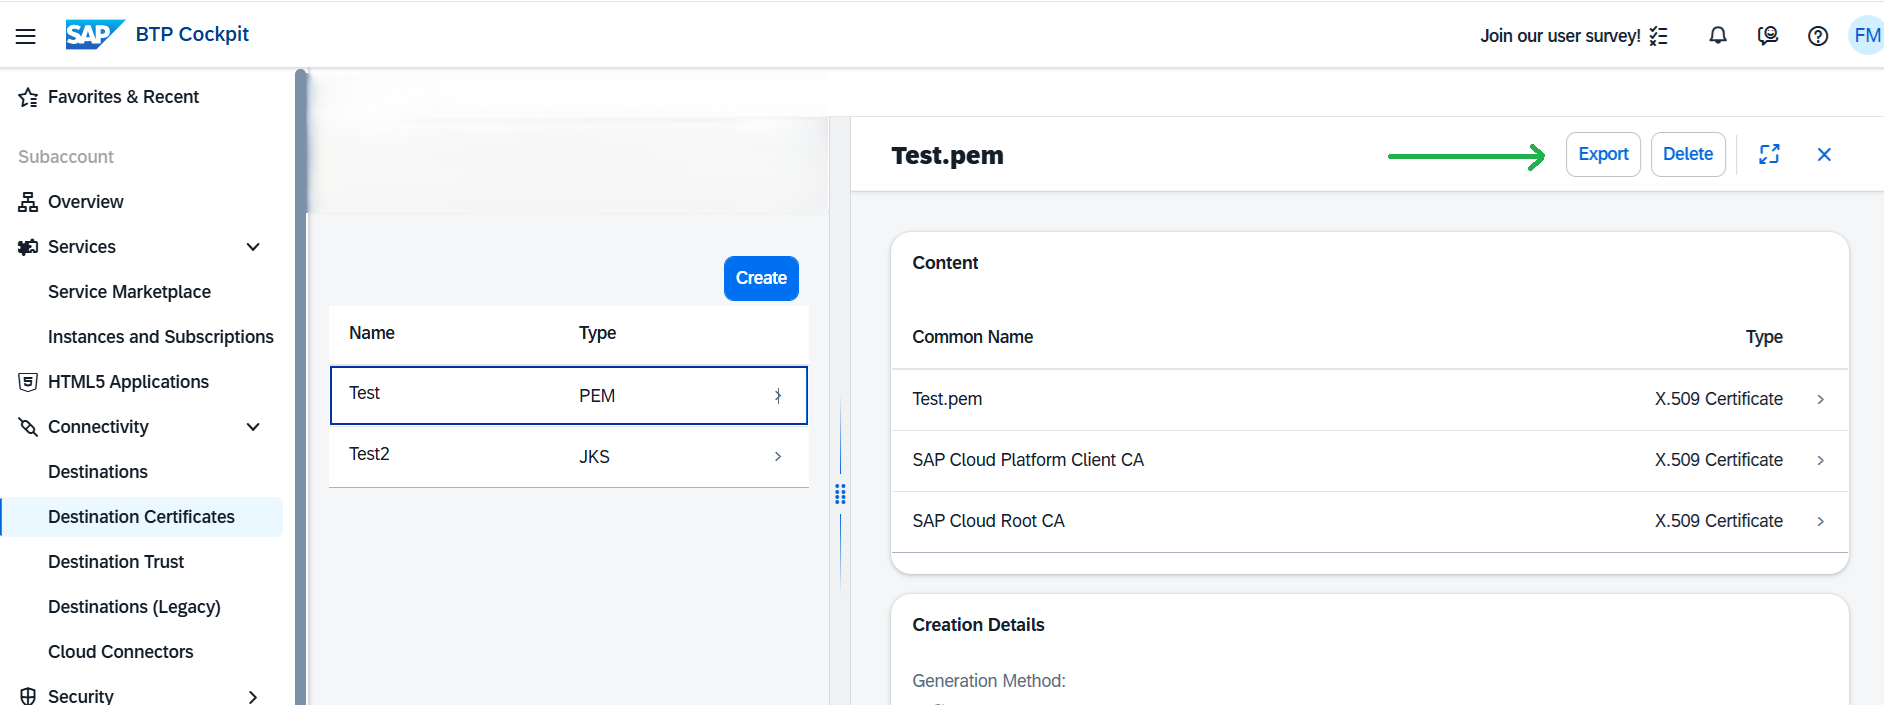 SAP BTP Cockpit
Join our user survey!
FM
Favorites & Recent
Subaccount
Overview
Services
Service Marketplace
Instances and Subscriptions
HTML5 Applications
Connectivity
Destinations
Destination Certificates
Destination Trust
Destinations (Legacy)
Cloud Connectors
Security
Create
Name Type
Test PEM
Test2 JKS
Test.pem
Export Delete
Content
Common Name Type
Test.pem X.509 Certificate
SAP Cloud Platform Client CA X.509 Certificate
SAP Cloud Root CA X.509 Certificate
Creation Details
Generation Method: